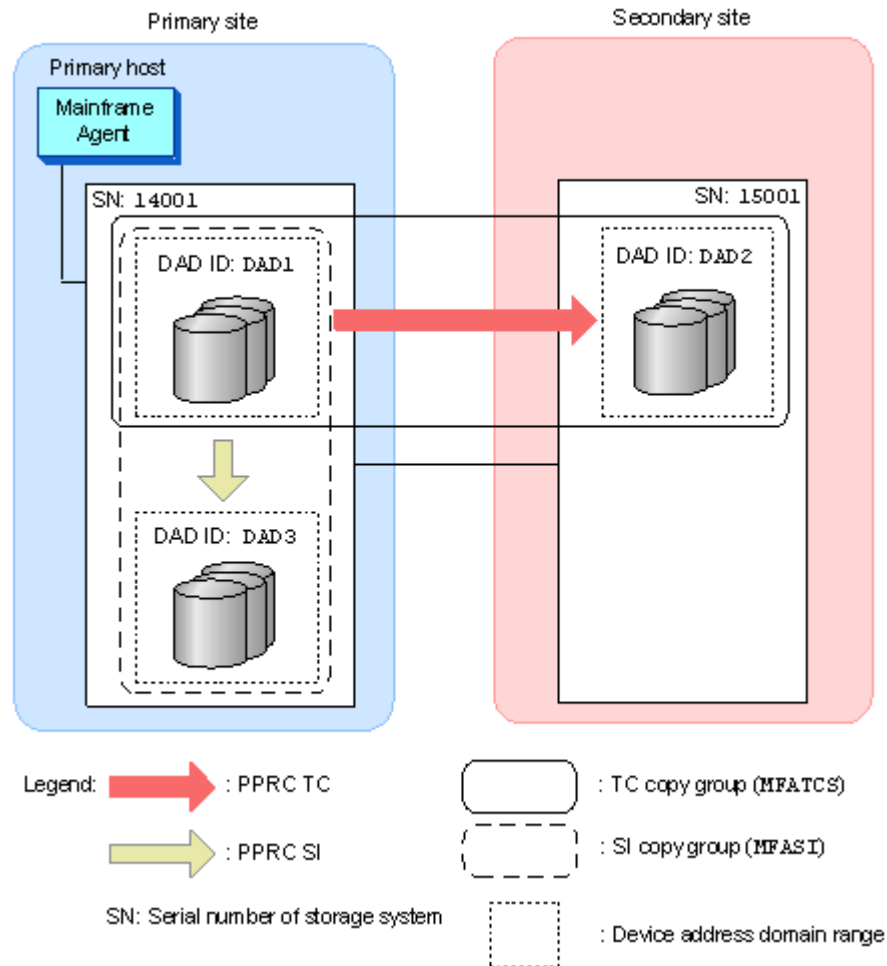 Primary site
Secondary site
Primary host
Mainframe
Agent
SN: 14001
SN: 15001
DAD ID: DAD1
DAD ID: DAD2
DAD ID: DAD3
Legend:
: PPRC TC
: TC copy group (MFATCS)
: PPRC SI
: SI copy group (MFASI)
SN: Serial number of storage system
: Device address domain range